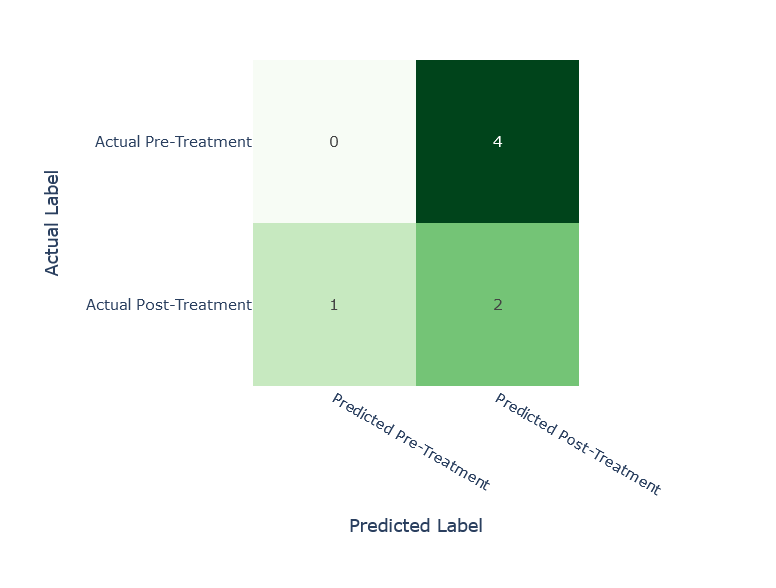 Actual Pre-Treatment
0
4
Actual Label
Actual Post-Treatment
1
2
Predicted Pre-Treatment
Predicted Post-Treatment
Predicted Label